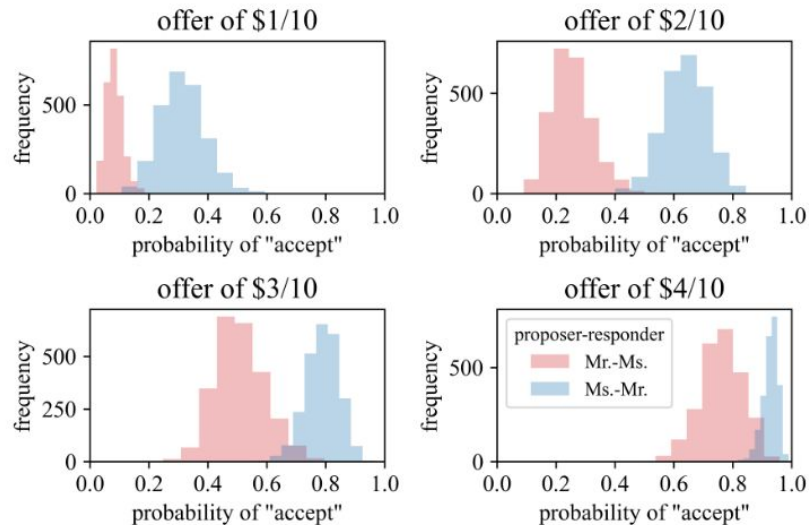 offer of $1/10
frequency
500
0
0.0 0.2 0.4 0.6 0.8 1.0
probability of "accept"
offer of $2/10
frequency
500
0
0.0 0.2 0.4 0.6 0.8 1.0
probability of "accept"
offer of $3/10
frequency
500
250
0
0.0 0.2 0.4 0.6 0.8 1.0
probability of "accept"
offer of $4/10
frequency
500
0
proposer-responder
Mr.-Ms.
Ms.-Mr.
0.0 0.2 0.4 0.6 0.8 1.0
probability of "accept"